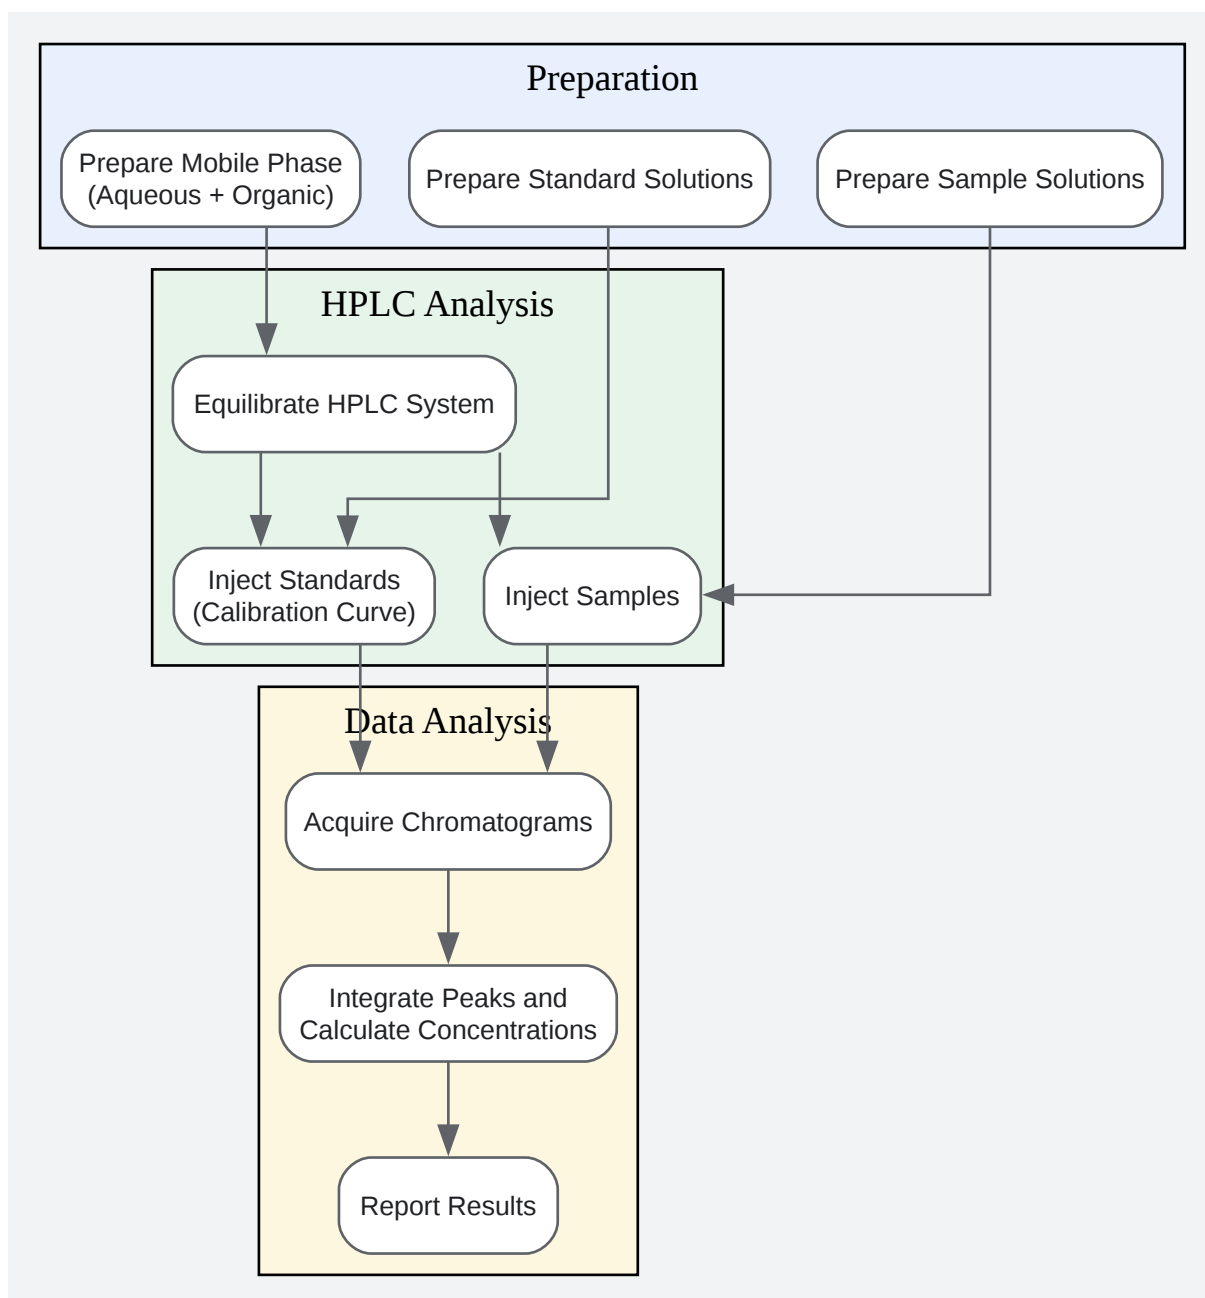 Preparation
Prepare Mobile Phase
(Aqueous + Organic)
Prepare Standard Solutions
Prepare Sample Solutions
HPLC Analysis
Equilibrate HPLC System
Inject Standards
(Calibration Curve)
Inject Samples
Data Analysis
Acquire Chromatograms
Integrate Peaks and
Calculate Concentrations
Report Results